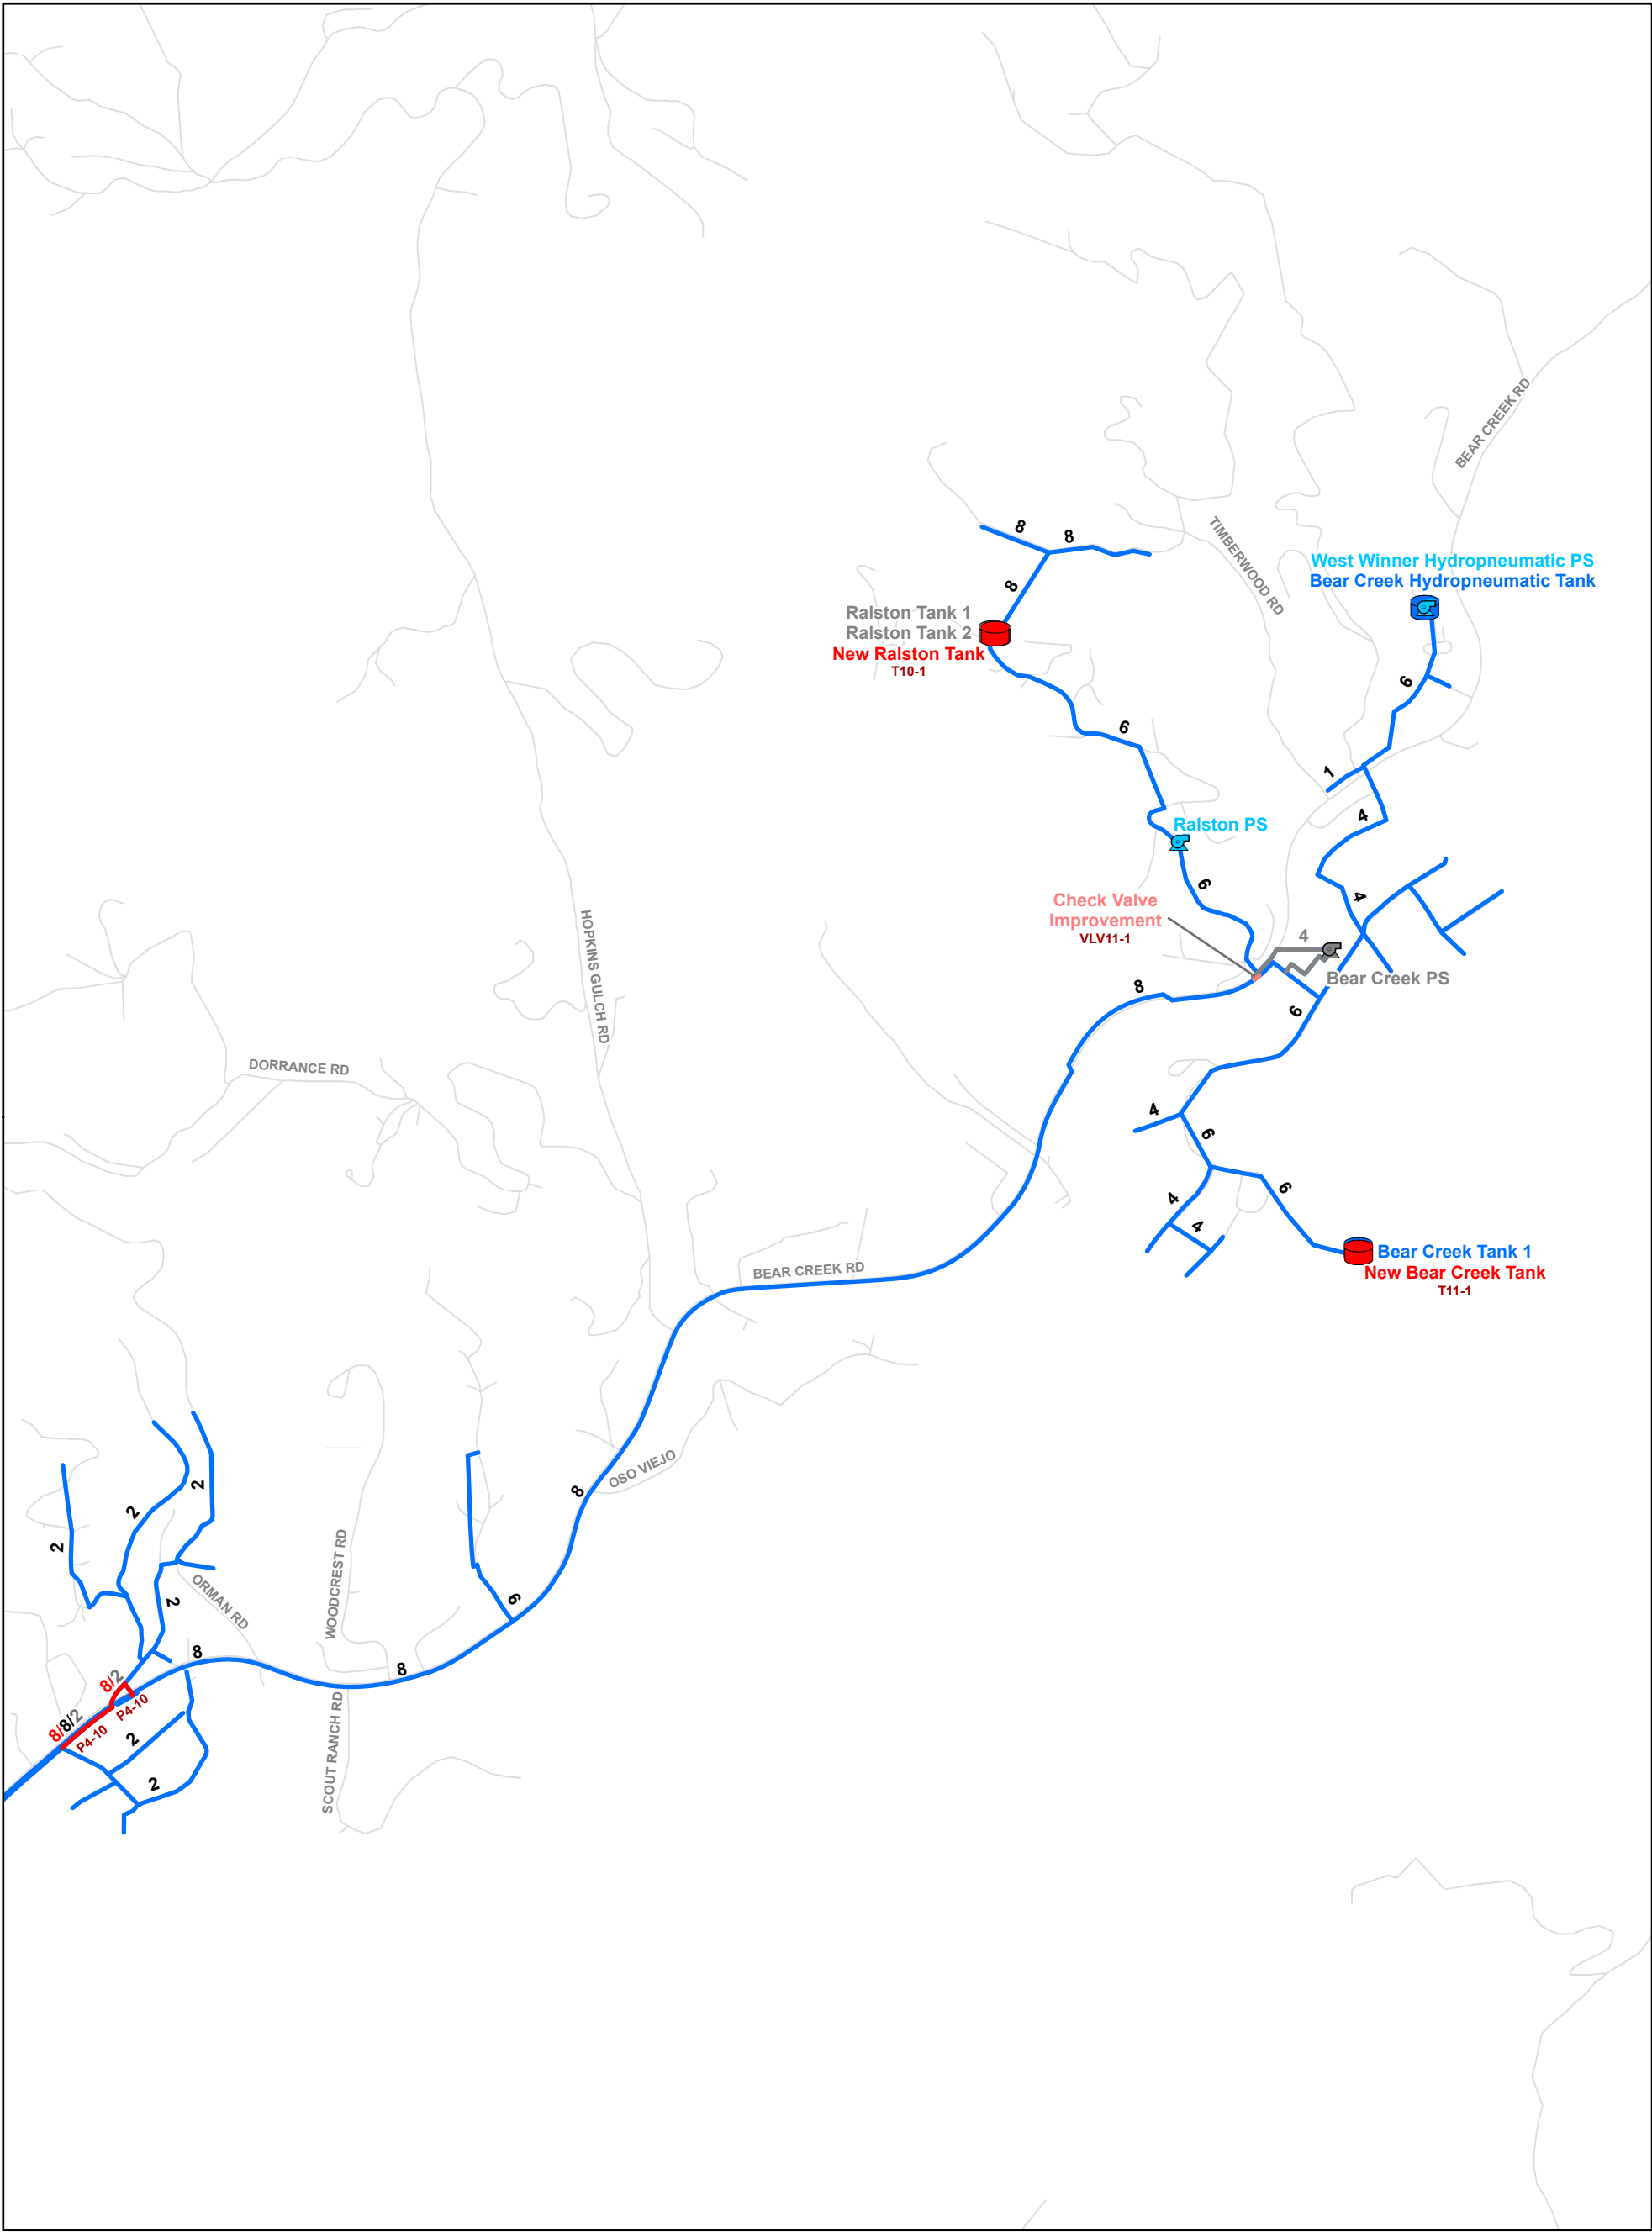 BEAR CREEK RD
TIMBERWOOD RD
8
8
8
West Winner Hydropneumatic PS
Bear Creek Hydropneumatic Tank
Ralston Tank 1
Ralston Tank 2
New Ralston Tank
T10-1
6
6
1
4
Ralston PS
6
4
Check Valve
Improvement
VLV11-1
4
Bear Creek PS
HOPKINS GULCH RD
8
6
DORRANCE RD
4
6
4
4
6
Bear Creek Tank 1
New Bear Creek Tank
T11-1
BEAR CREEK RD
OSO VIEJO
8
2
2
2
2
ORMAN RD
WOODCREST RD
6
8
8
8/2
P4-10
8/8/2
P4-10
2
2
SCOUT RANCH RD